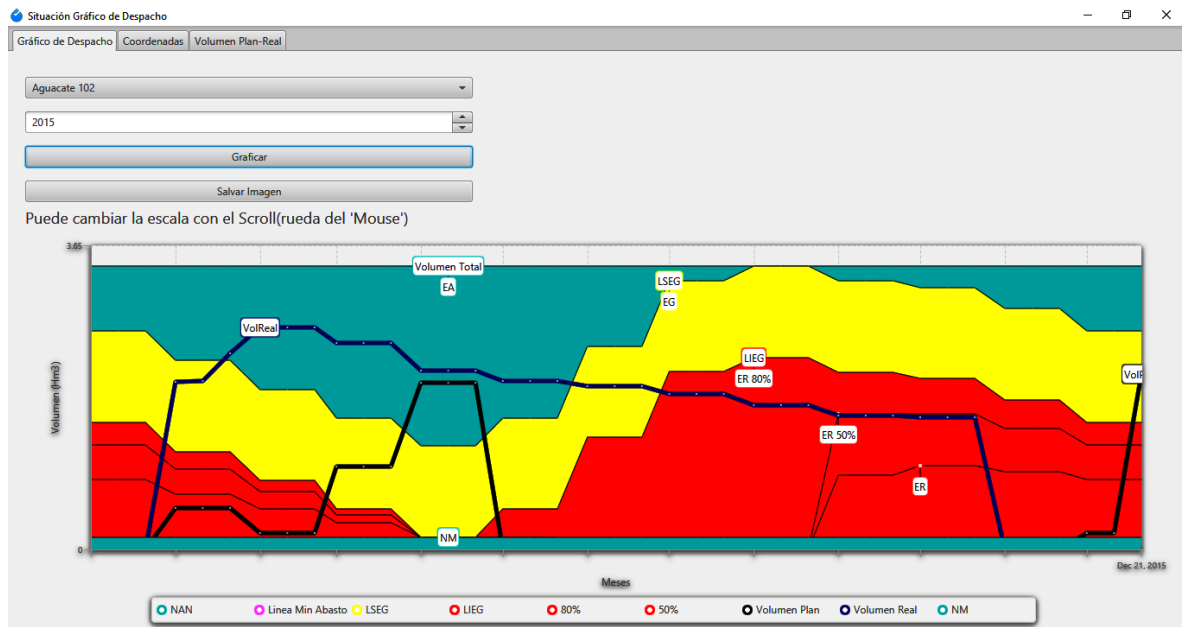 Situación Gráfico de Despacho
Gráfico de Despacho Coordenadas Volumen Plan-Real
Aguacate 102
2015
Graficar
Salvar Imagen
Puede cambiar la escala con el Scroll(rueda del 'Mouse')
3.65
Volumen Total
EA
LSEG
EG
VolReal
LIEG
ER 80%
VolR
Volumen (Hm3)
ER 50%
ER
NM
0
Dec 21, 2015
Meses
NAN Linea Min Abasto LSEG LIEG 80% 50% Volumen Plan Volumen Real NM